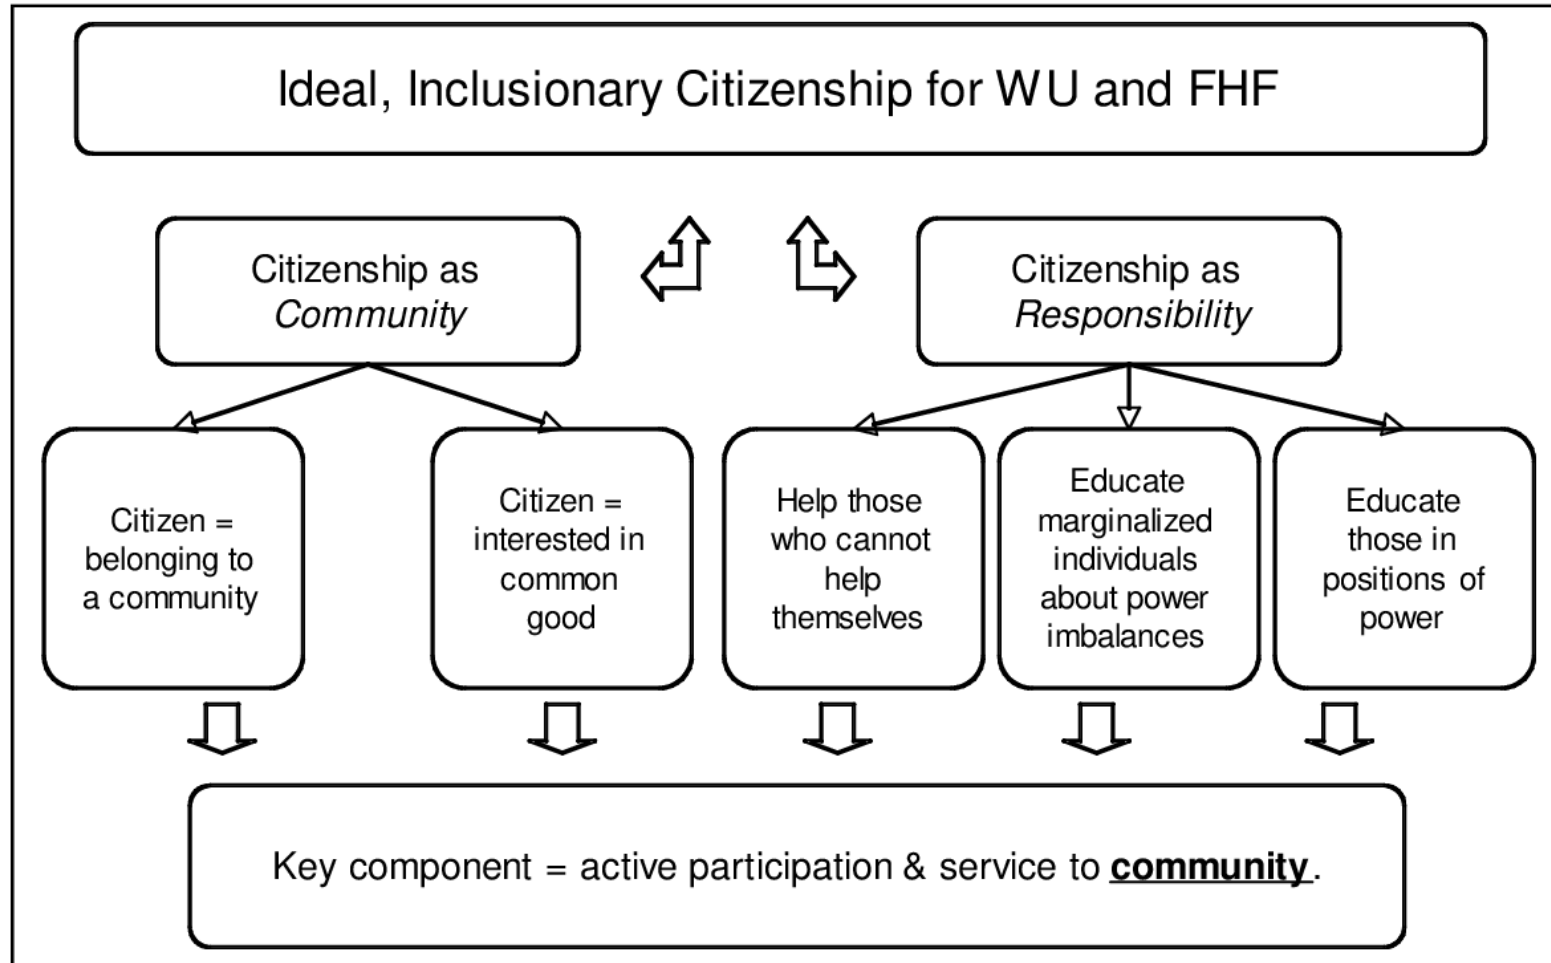 Ideal, Inclusionary Citizenship for WU and FHF
Citizenship as
Community
Citizenship as
Responsibility
Citizen =
belonging to
a community
Citizen =
interested in
common
good
Help those
who cannot
help
themselves
Educate
marginalized
individuals
about power
imbalances
Educate
those in
positions of
power
Key component = active participation & service to community.